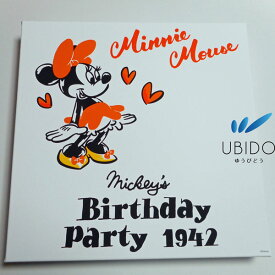 Minnie
Mouse
UBIDO
ゆうびどう
Mickey's
Birthday
Party 1942